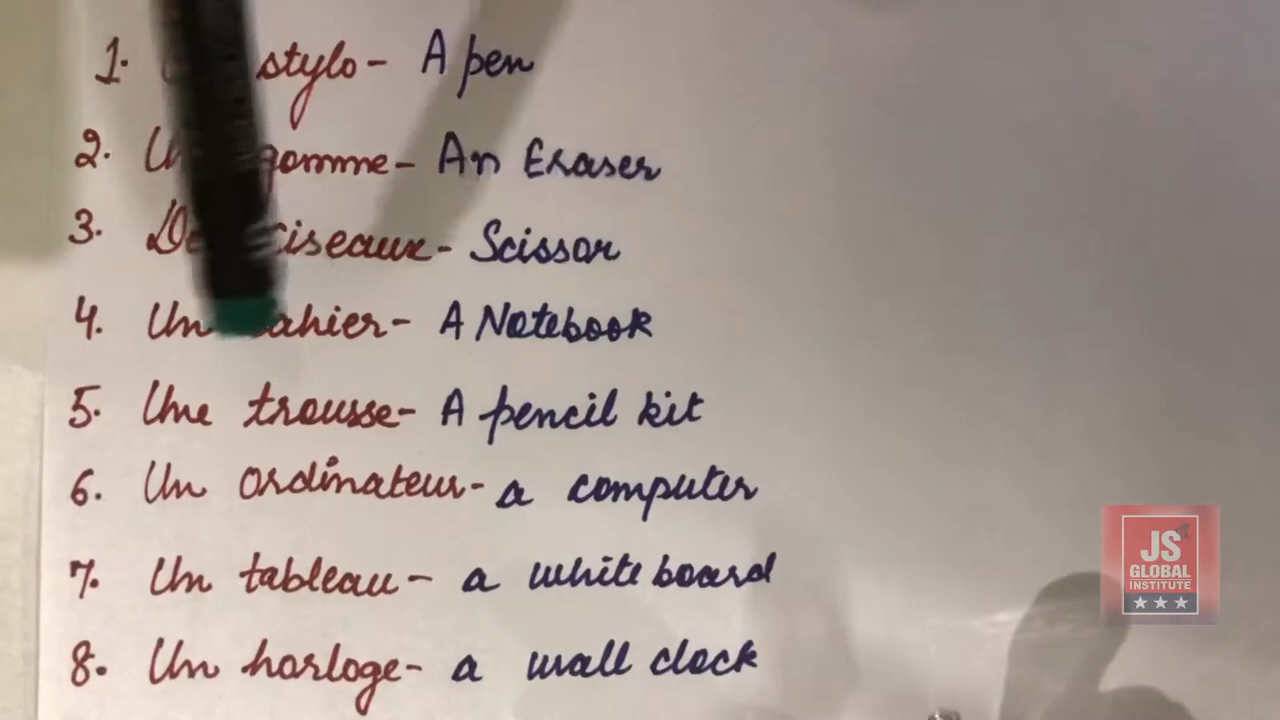 1. stylo - A pen
2. gomme - An Eraser
3. ciseaux - Scissor
4. Un cahier - A Notebook
5. Une trousse - A pencil kit
6. Un ordinateur - a computer
7. Un tableau - a white board
8. Un horloge - a wall clock
JS
GLOBAL
INSTITUTE